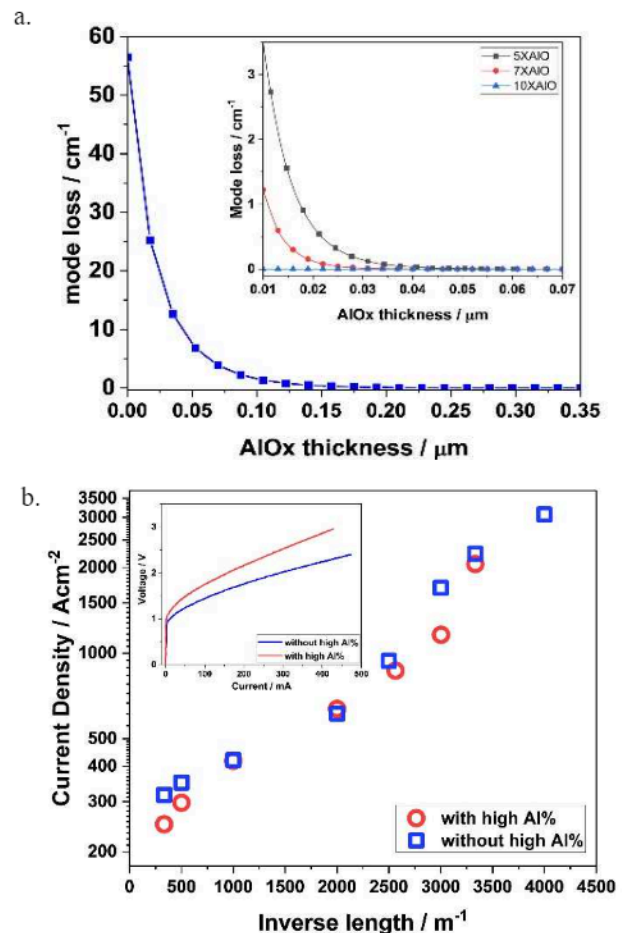 a.
60
50
40
30
20
10
0
mode loss / cm⁻¹
0.00 0.05 0.10 0.15 0.20 0.25 0.30 0.35
AlOx thickness / μm
3
2
1
0
Mode loss / cm⁻¹
0.01 0.02 0.03 0.04 0.05 0.06 0.07
AlOx thickness / μm
5XAlO
7XAlO
10XAlO
b.
3500
3000
2500
2000
1500
1000
500
400
300
200
Current Density / Acm⁻²
0 500 1000 1500 2000 2500 3000 3500 4000 4500
Inverse length / m⁻¹
3
2
1
0
Voltage / V
0 100 200 300 400 500
Current / mA
without high Al%
with high Al%
with high Al%
without high Al%